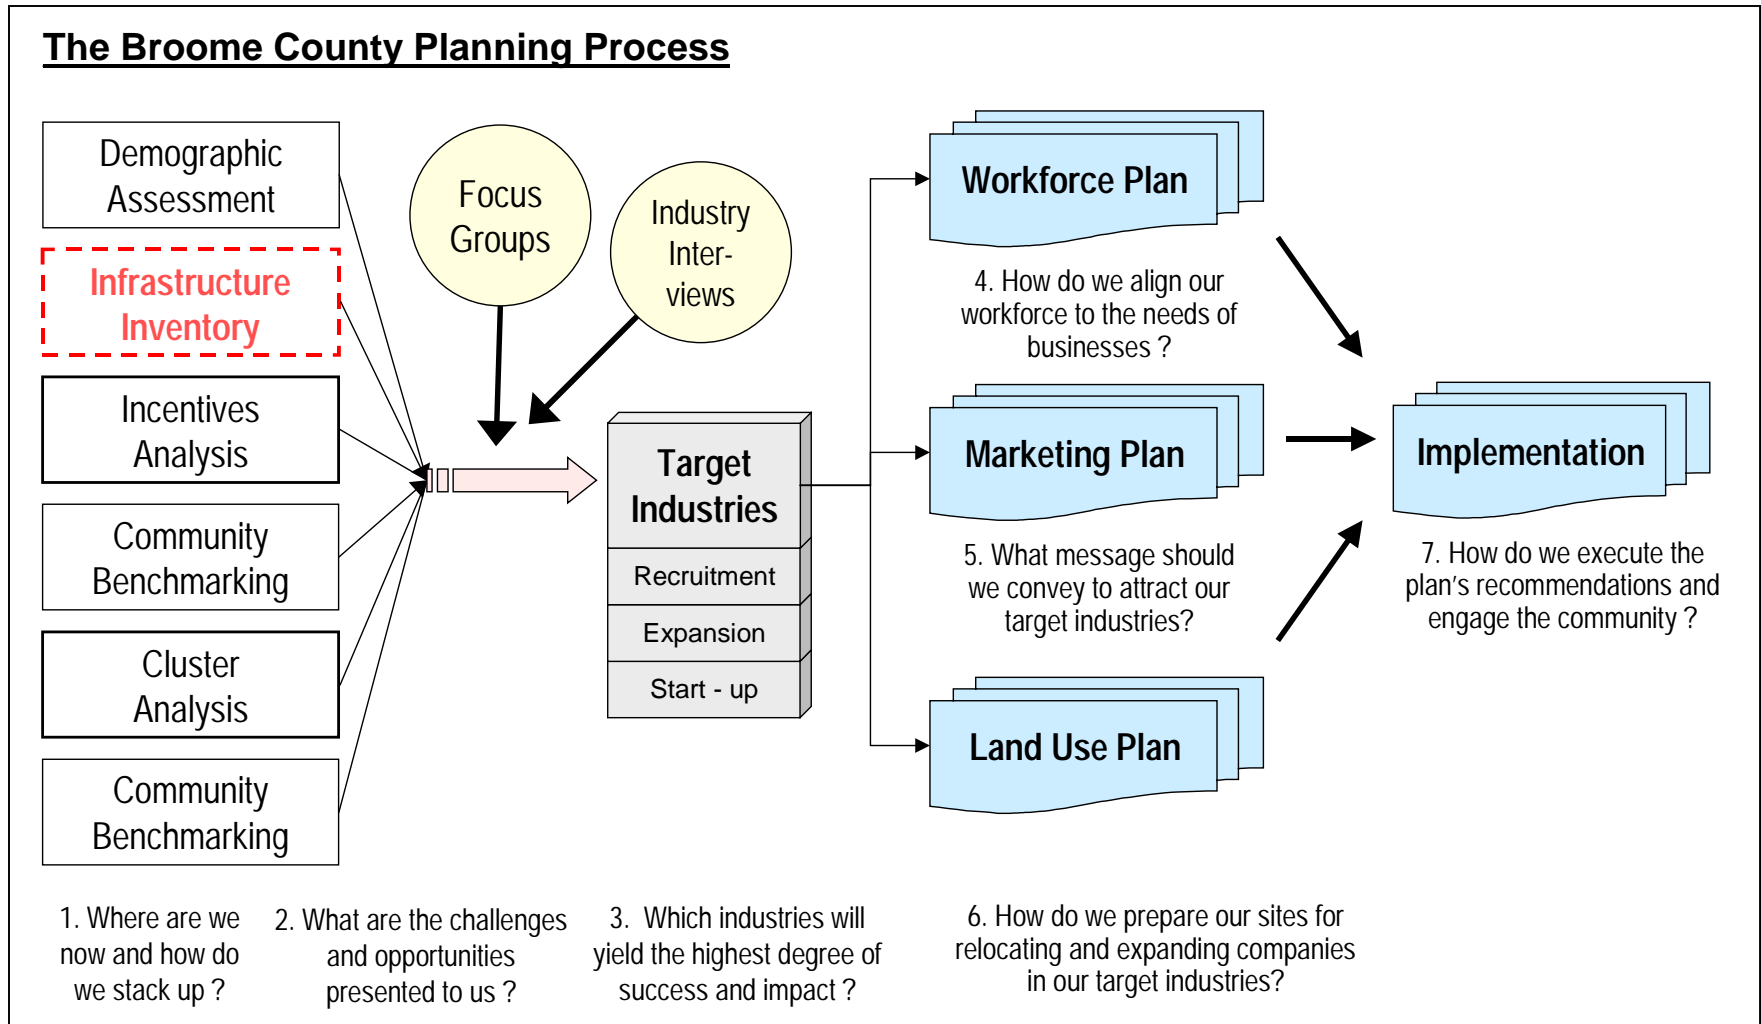 The Broome County Planning Process
Demographic
Assessment
Infrastructure
Inventory
Incentives
Analysis
Community
Benchmarking
Cluster
Analysis
Community
Benchmarking
Focus
Groups
Industry
Inter-
views
Target
Industries
Recruitment
Expansion
Start - up
Workforce Plan
4. How do we align our
workforce to the needs of
businesses ?
Marketing Plan
5. What message should
we convey to attract our
target industries?
Land Use Plan
Implementation
7. How do we execute the
plan's recommendations and
engage the community ?
1. Where are we
now and how do
we stack up ?
2. What are the challenges
and opportunities
presented to us ?
3. Which industries will
yield the highest degree of
success and impact ?
6. How do we prepare our sites for
relocating and expanding companies
in our target industries?